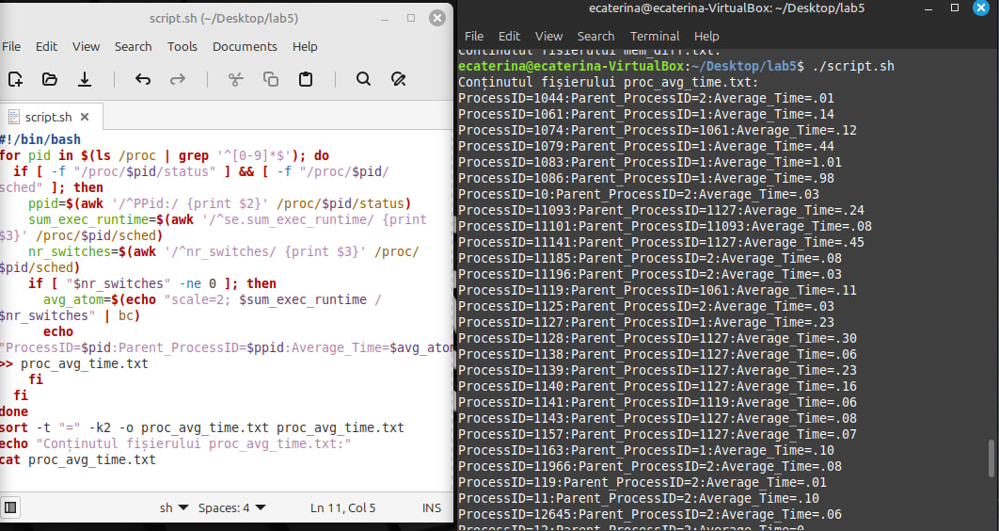 script.sh (~/Desktop/lab5)
File Edit View Search Tools Documents Help
script.sh
#!/bin/bash
for pid in $(ls /proc | grep '^[0-9]*$'); do
  if [ -f "/proc/$pid/status" ] && [ -f "/proc/$pid/
sched" ]; then
    ppid=$(awk '/^PPid:/ {print $2}' /proc/$pid/status)
    sum_exec_runtime=$(awk '/^se.sum_exec_runtime/ {print
$3}' /proc/$pid/sched)
    nr_switches=$(awk '/^nr_switches/ {print $3}' /proc/
$pid/sched)
    if [ "$nr_switches" -ne 0 ]; then
      avg_atom=$(echo "scale=2; $sum_exec_runtime /
$nr_switches" | bc)
      echo
"ProcessID=$pid:Parent_ProcessID=$ppid:Average_Time=$avg_atom
>> proc_avg_time.txt
    fi
  fi
done
sort -t "=" -k2 -o proc_avg_time.txt proc_avg_time.txt
echo "Conținutul fișierului proc_avg_time.txt:"
cat proc_avg_time.txt
sh Spaces: 4 Ln 11, Col 5 INS
ecaterina@ecaterina-VirtualBox: ~/Desktop/lab5
File Edit View Search Terminal Help
Conținutul fișierului mem_diff.txt:
ecaterina@ecaterina-VirtualBox:~/Desktop/lab5$ ./script.sh
Conținutul fișierului proc_avg_time.txt:
ProcessID=1044:Parent_ProcessID=2:Average_Time=.01
ProcessID=1061:Parent_ProcessID=1:Average_Time=.14
ProcessID=1074:Parent_ProcessID=1061:Average_Time=.12
ProcessID=1079:Parent_ProcessID=1:Average_Time=.44
ProcessID=1083:Parent_ProcessID=1:Average_Time=1.01
ProcessID=1086:Parent_ProcessID=1:Average_Time=.98
ProcessID=10:Parent_ProcessID=2:Average_Time=.03
ProcessID=11093:Parent_ProcessID=1127:Average_Time=.24
ProcessID=11101:Parent_ProcessID=11093:Average_Time=.08
ProcessID=11141:Parent_ProcessID=1127:Average_Time=.45
ProcessID=11185:Parent_ProcessID=2:Average_Time=.08
ProcessID=11196:Parent_ProcessID=2:Average_Time=.03
ProcessID=1119:Parent_ProcessID=1061:Average_Time=.11
ProcessID=1125:Parent_ProcessID=2:Average_Time=.03
ProcessID=1127:Parent_ProcessID=1:Average_Time=.23
ProcessID=1128:Parent_ProcessID=1127:Average_Time=.30
ProcessID=1138:Parent_ProcessID=1127:Average_Time=.06
ProcessID=1139:Parent_ProcessID=1127:Average_Time=.23
ProcessID=1140:Parent_ProcessID=1127:Average_Time=.16
ProcessID=1141:Parent_ProcessID=1119:Average_Time=.06
ProcessID=1143:Parent_ProcessID=1127:Average_Time=.08
ProcessID=1157:Parent_ProcessID=1127:Average_Time=.07
ProcessID=1163:Parent_ProcessID=1:Average_Time=.10
ProcessID=11966:Parent_ProcessID=2:Average_Time=.08
ProcessID=119:Parent_ProcessID=2:Average_Time=.01
ProcessID=11:Parent_ProcessID=2:Average_Time=.10
ProcessID=12645:Parent_ProcessID=2:Average_Time=.06
ProcessID=12:Parent_ProcessID=2:Average_Time=0